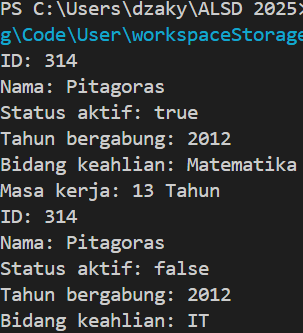 PS C:\Users\dzaky\ALSD 2025>
g\Code\User\workspaceStorage
ID: 314
Nama: Pitagoras
Status aktif: true
Tahun bergabung: 2012
Bidang keahlian: Matematika
Masa kerja: 13 Tahun
ID: 314
Nama: Pitagoras
Status aktif: false
Tahun bergabung: 2012
Bidang keahlian: IT